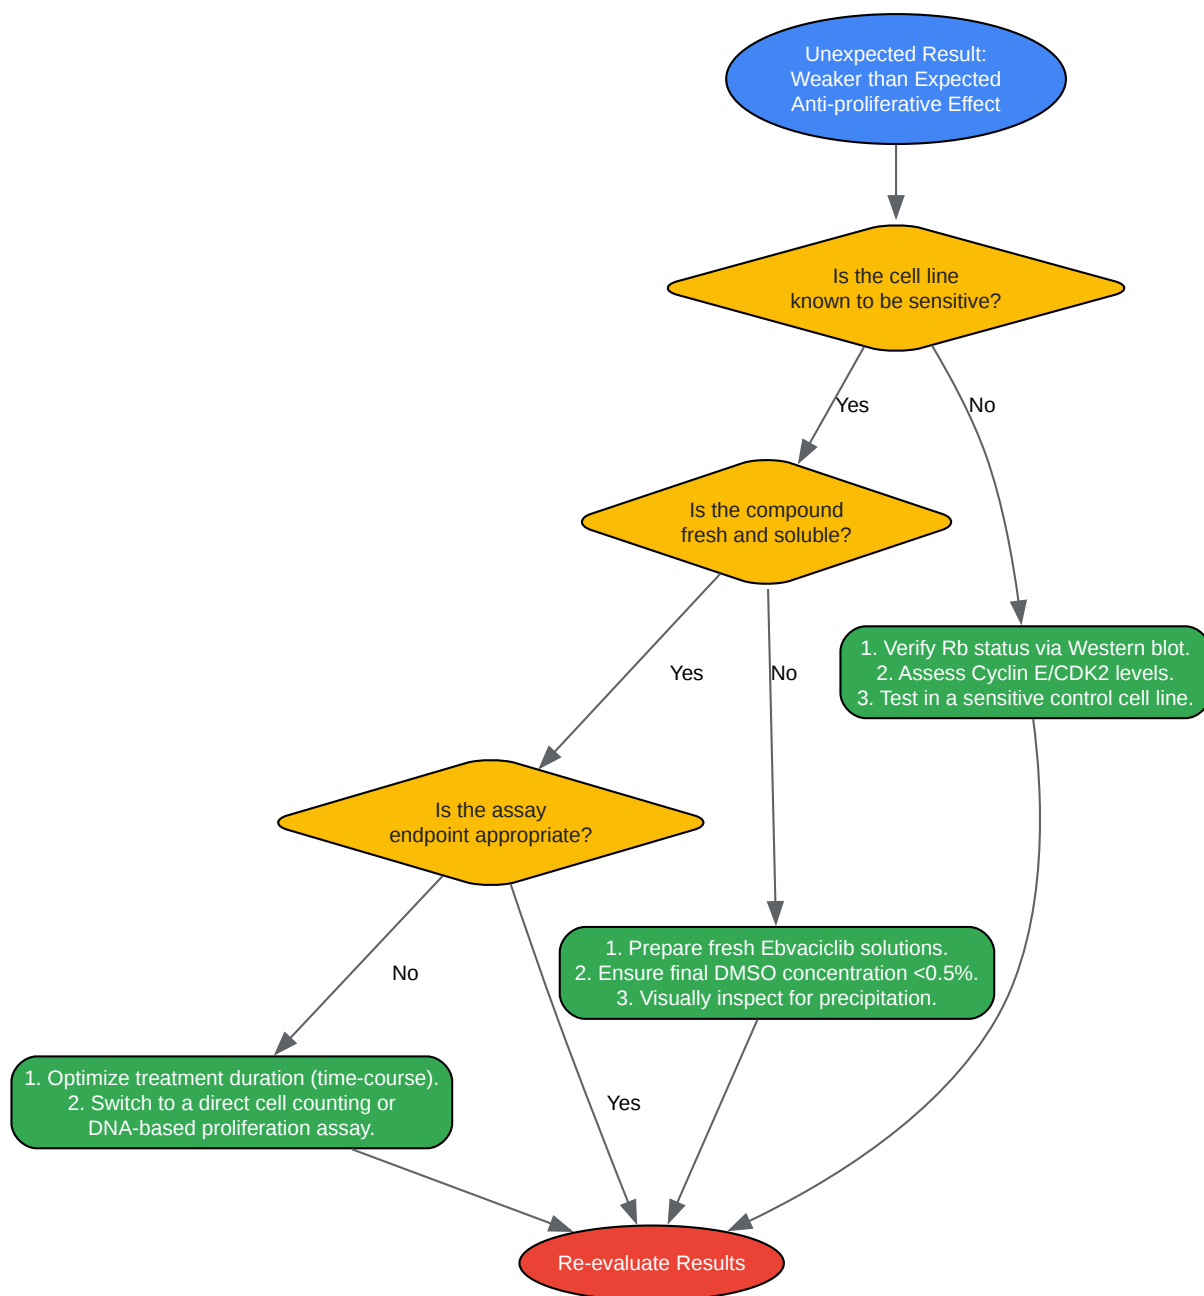 Unexpected Result:
Weaker than Expected
Anti-proliferative Effect
Is the cell line
known to be sensitive?
Yes
No
Is the compound
fresh and soluble?
1. Verify Rb status via Western blot.
2. Assess Cyclin E/CDK2 levels.
3. Test in a sensitive control cell line.
Yes
No
Is the assay
endpoint appropriate?
1. Prepare fresh Ebvaciclib solutions.
2. Ensure final DMSO concentration <0.5%.
3. Visually inspect for precipitation.
No
1. Optimize treatment duration (time-course).
2. Switch to a direct cell counting or
DNA-based proliferation assay.
Yes
Re-evaluate Results